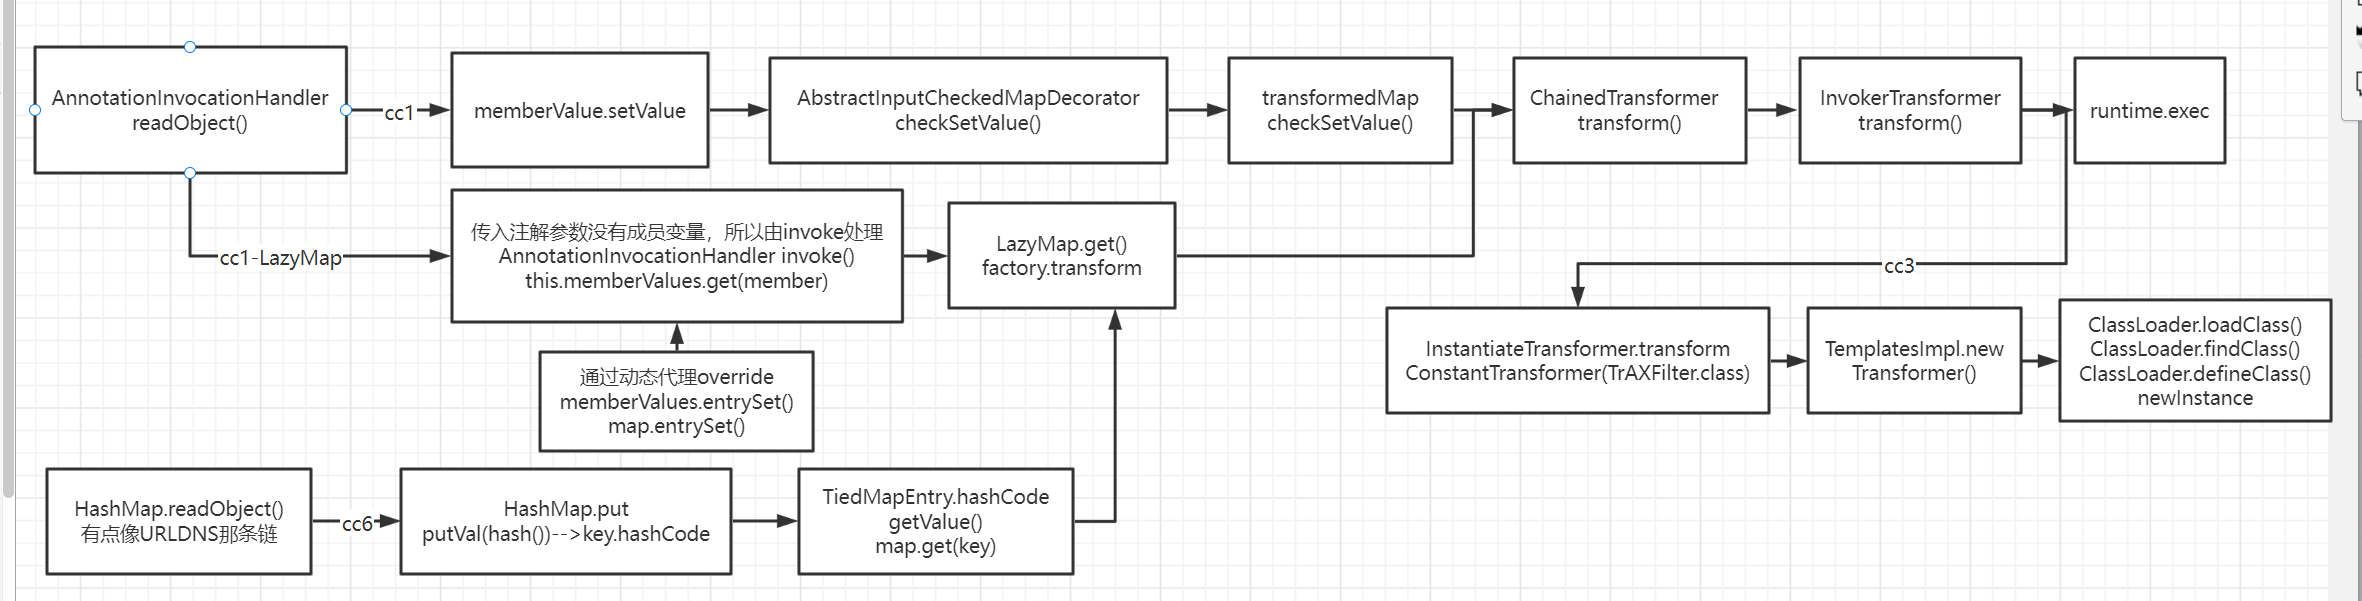 AnnotationInvocationHandler
readObject()
cc1
memberValue.setValue
AbstractInputCheckedMapDecorator
checkSetValue()
transformedMap
checkSetValue()
ChainedTransformer
transform()
InvokerTransformer
transform()
runtime.exec
cc1-LazyMap
传入注解参数没有成员变量，所以由invoke处理
AnnotationInvocationHandler invoke()
this.memberValues.get(member)
LazyMap.get()
factory.transform
cc3
通过动态代理override
memberValues.entrySet()
map.entrySet()
InstantiateTransformer.transform
ConstantTransformer(TrAXFilter.class)
TemplatesImpl.new
Transformer()
ClassLoader.loadClass()
ClassLoader.findClass()
ClassLoader.defineClass()
newInstance
HashMap.readObject()
有点像URLDNS那条链
cc6
HashMap.put
putVal(hash())-->key.hashCode
TiedMapEntry.hashCode
getValue()
map.get(key)